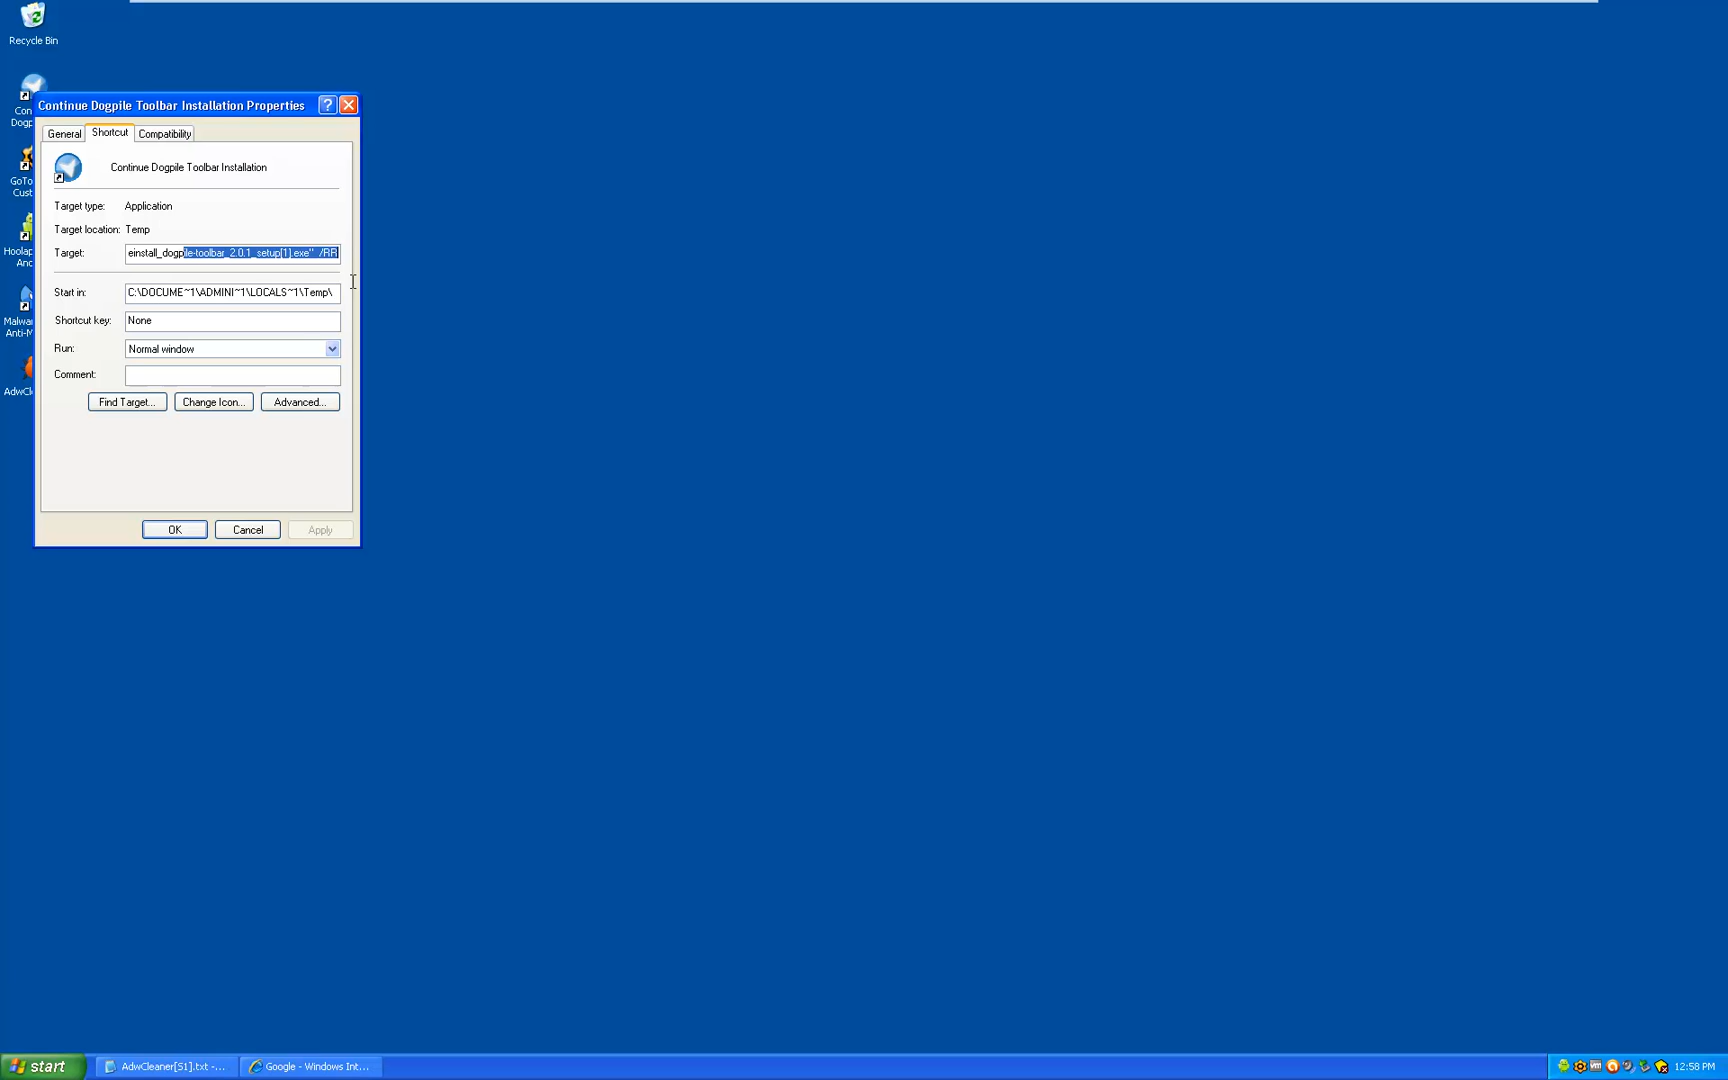 Recycle Bin
Con
Dogp
GoTo
Cust
Hoolap
Anc
Malwa
Anti-M
AdwCl
Continue Dogpile Toolbar Installation Properties
General Shortcut Compatibility
Continue Dogpile Toolbar Installation
Target type: Application
Target location: Temp
Target: einstall_dogpile-toolbar_2.0.1_setup[1].exe" /RR
Start in: C:\DOCUME~1\ADMINI~1\LOCALS~1\Temp\
Shortcut key: None
Run: Normal window
Comment:
Find Target... Change Icon... Advanced...
OK Cancel Apply
start AdwCleaner[S1].txt -... Google - Windows Int... 12:58 PM